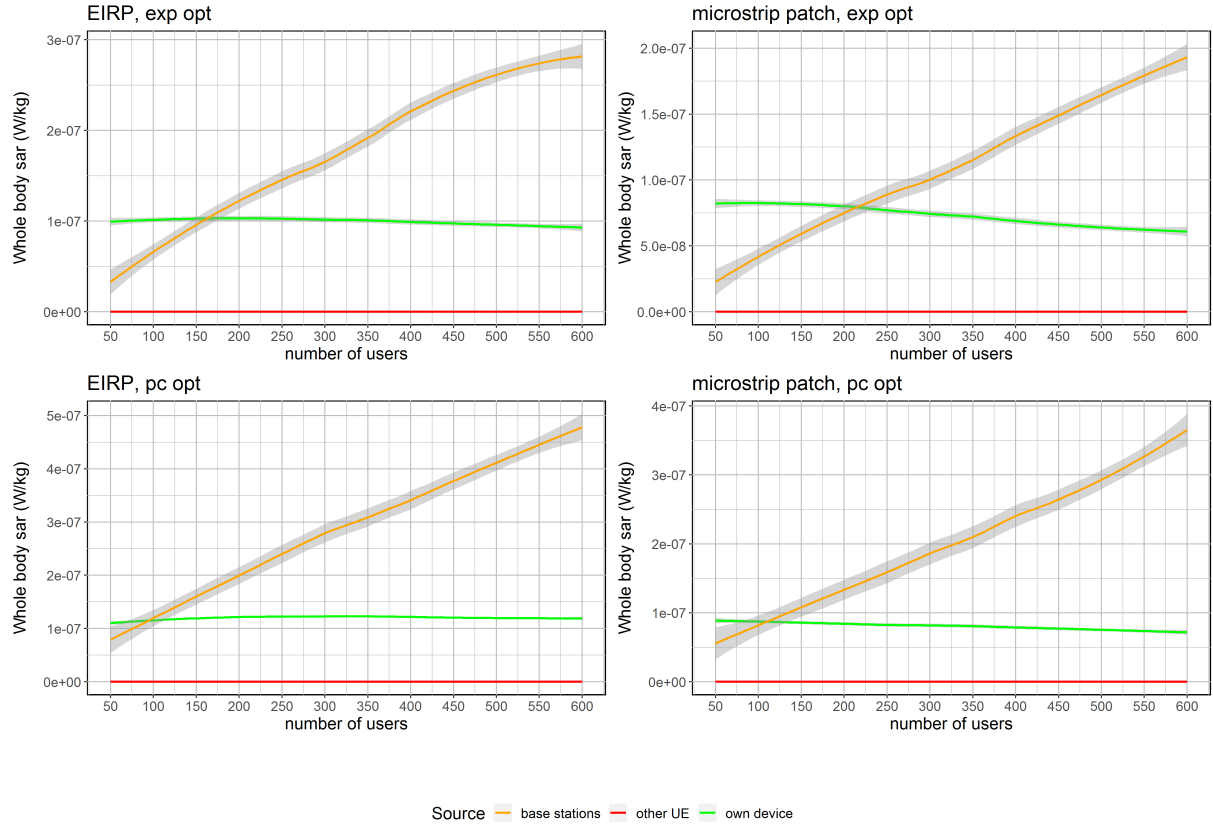 EIRP, exp opt
3e-07
2e-07
1e-07
0e+00
Whole body sar (W/kg)
50 100 150 200 250 300 350 400 450 500 550 600
number of users
microstrip patch, exp opt
2.0e-07
1.5e-07
1.0e-07
5.0e-08
0.0e+00
Whole body sar (W/kg)
50 100 150 200 250 300 350 400 450 500 550 600
number of users
EIRP, pc opt
5e-07
4e-07
3e-07
2e-07
1e-07
0e+00
Whole body sar (W/kg)
50 100 150 200 250 300 350 400 450 500 550 600
number of users
microstrip patch, pc opt
4e-07
3e-07
2e-07
1e-07
0e+00
Whole body sar (W/kg)
50 100 150 200 250 300 350 400 450 500 550 600
number of users
Source base stations other UE own device